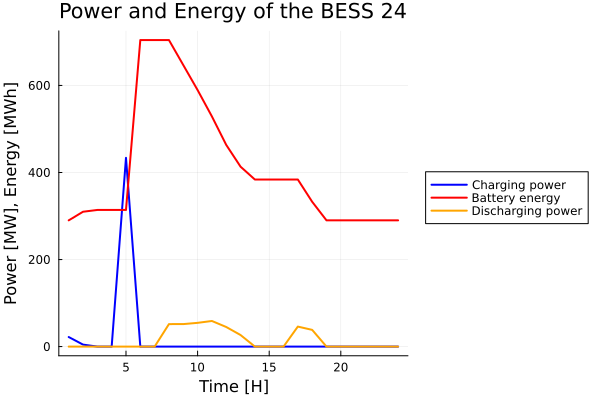 Power and Energy of the BESS 24
Power [MW], Energy [MWh]
600
400
200
0
5
10
15
20
Time [H]
Charging power
Battery energy
Discharging power